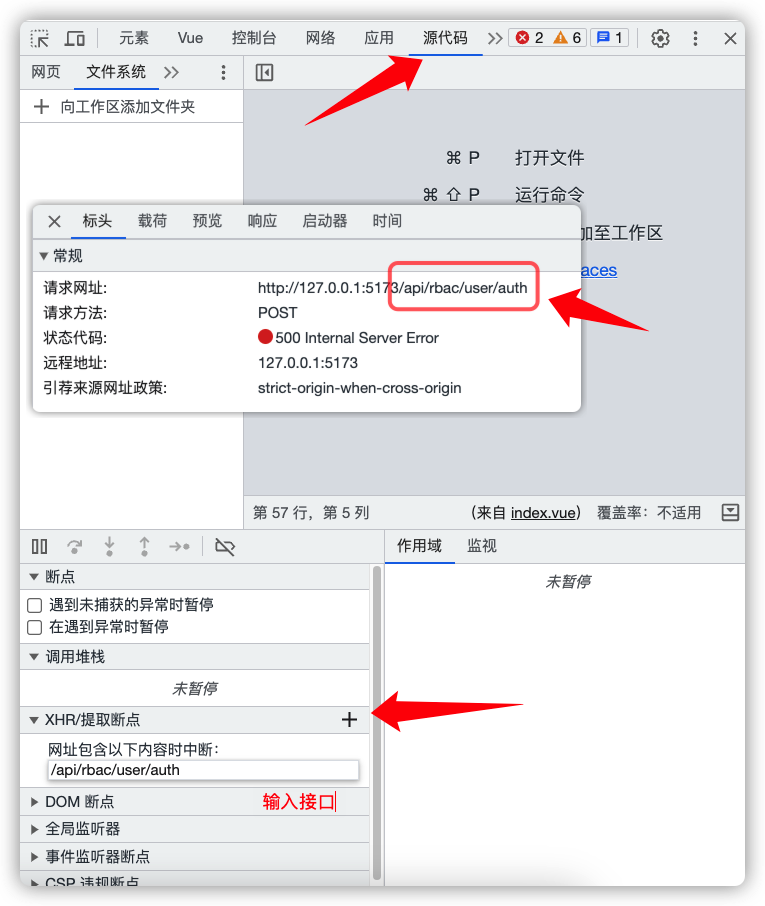 元素 Vue 控制台 网络 应用 源代码 2 6 1
网页 文件系统
向工作区添加文件夹
⌘ P 打开文件
⌘ ⇧ P 运行命令
加至工作区
aces
标头 载荷 预览 响应 启动器 时间
常规
请求网址: http://127.0.0.1:5173/api/rbac/user/auth
请求方法: POST
状态代码: 500 Internal Server Error
远程地址: 127.0.0.1:5173
引荐来源网址政策: strict-origin-when-cross-origin
第 57 行，第 5 列 (来自 index.vue) 覆盖率：不适用
作用域 监视
未暂停
断点
遇到未捕获的异常时暂停
在遇到异常时暂停
调用堆栈
未暂停
XHR/提取断点
网址包含以下内容时中断：
/api/rbac/user/auth
DOM 断点 输入接口
全局监听器
事件监听器断点
CSP 违规断点